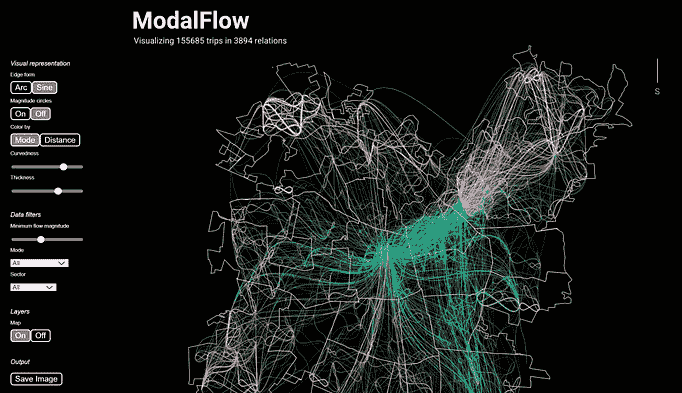 ModalFlow
Visualizing 155685 trips in 3894 relations
Visual representation
Edge form
Arc Sine
Magnitude circles
On Off
Color by
Mode Distance
Curvedness
Thickness
Data filters
Minimum flow magnitude
Mode
All
Sector
All
Layers
Map
On Off
Output
Save Image
S